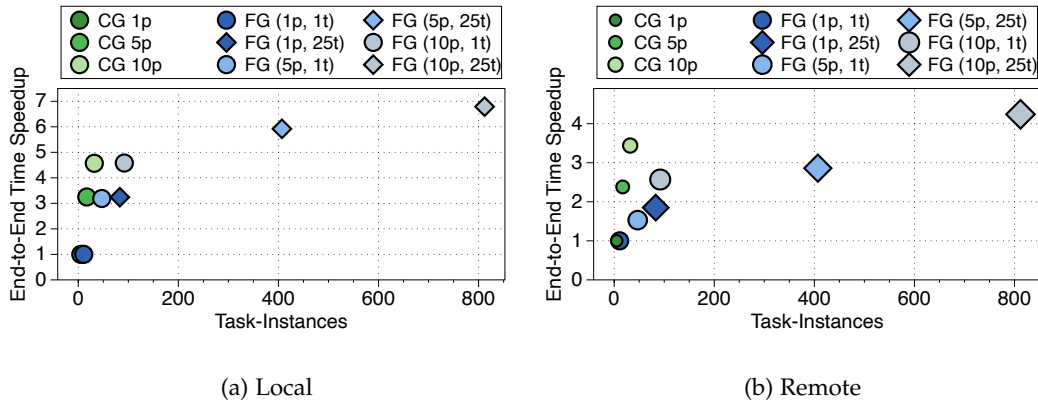 CG 1p FG (1p, 1t) FG (5p, 25t)
CG 5p FG (1p, 25t) FG (10p, 1t)
CG 10p FG (5p, 1t) FG (10p, 25t)
End-to-End Time Speedup
7
6
5
4
3
2
1
0
0 200 400 600 800
Task-Instances
(a) Local
CG 1p FG (1p, 1t) FG (5p, 25t)
CG 5p FG (1p, 25t) FG (10p, 1t)
CG 10p FG (5p, 1t) FG (10p, 25t)
End-to-End Time Speedup
4
3
2
1
0
0 200 400 600 800
Task-Instances
(b) Remote